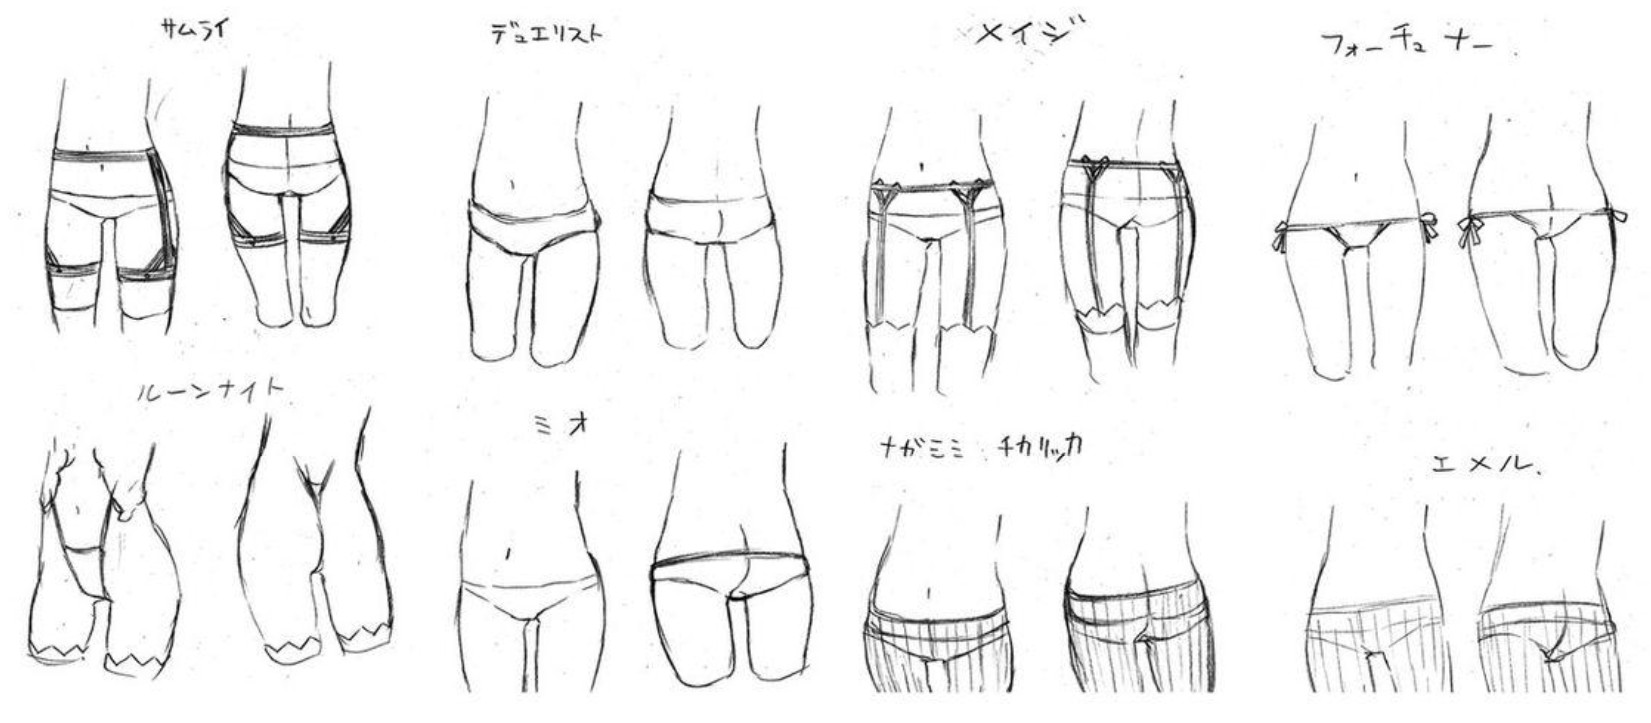 サムライ
デュエリスト
メイジ
フォーチュナー
ルーンナイト
ミオ
ナガミミ チカリッカ
エメル.